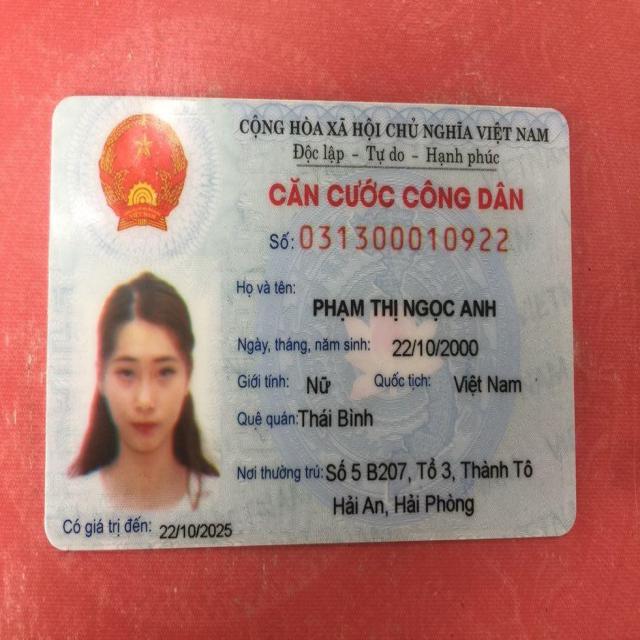 CỘNG HÒA XÃ HỘI CHỦ NGHĨA VIỆT NAM
Độc lập - Tự do - Hạnh phúc
CĂN CƯỚC CÔNG DÂN
Số: 031300010922
Họ và tên:
PHẠM THỊ NGỌC ANH
Ngày, tháng, năm sinh: 22/10/2000
Giới tính: Nữ Quốc tịch: Việt Nam
Quê quán: Thái Bình
Nơi thường trú: Số 5 B207, Tổ 3, Thành Tô
Hải An, Hải Phòng
Có giá trị đến: 22/10/2025